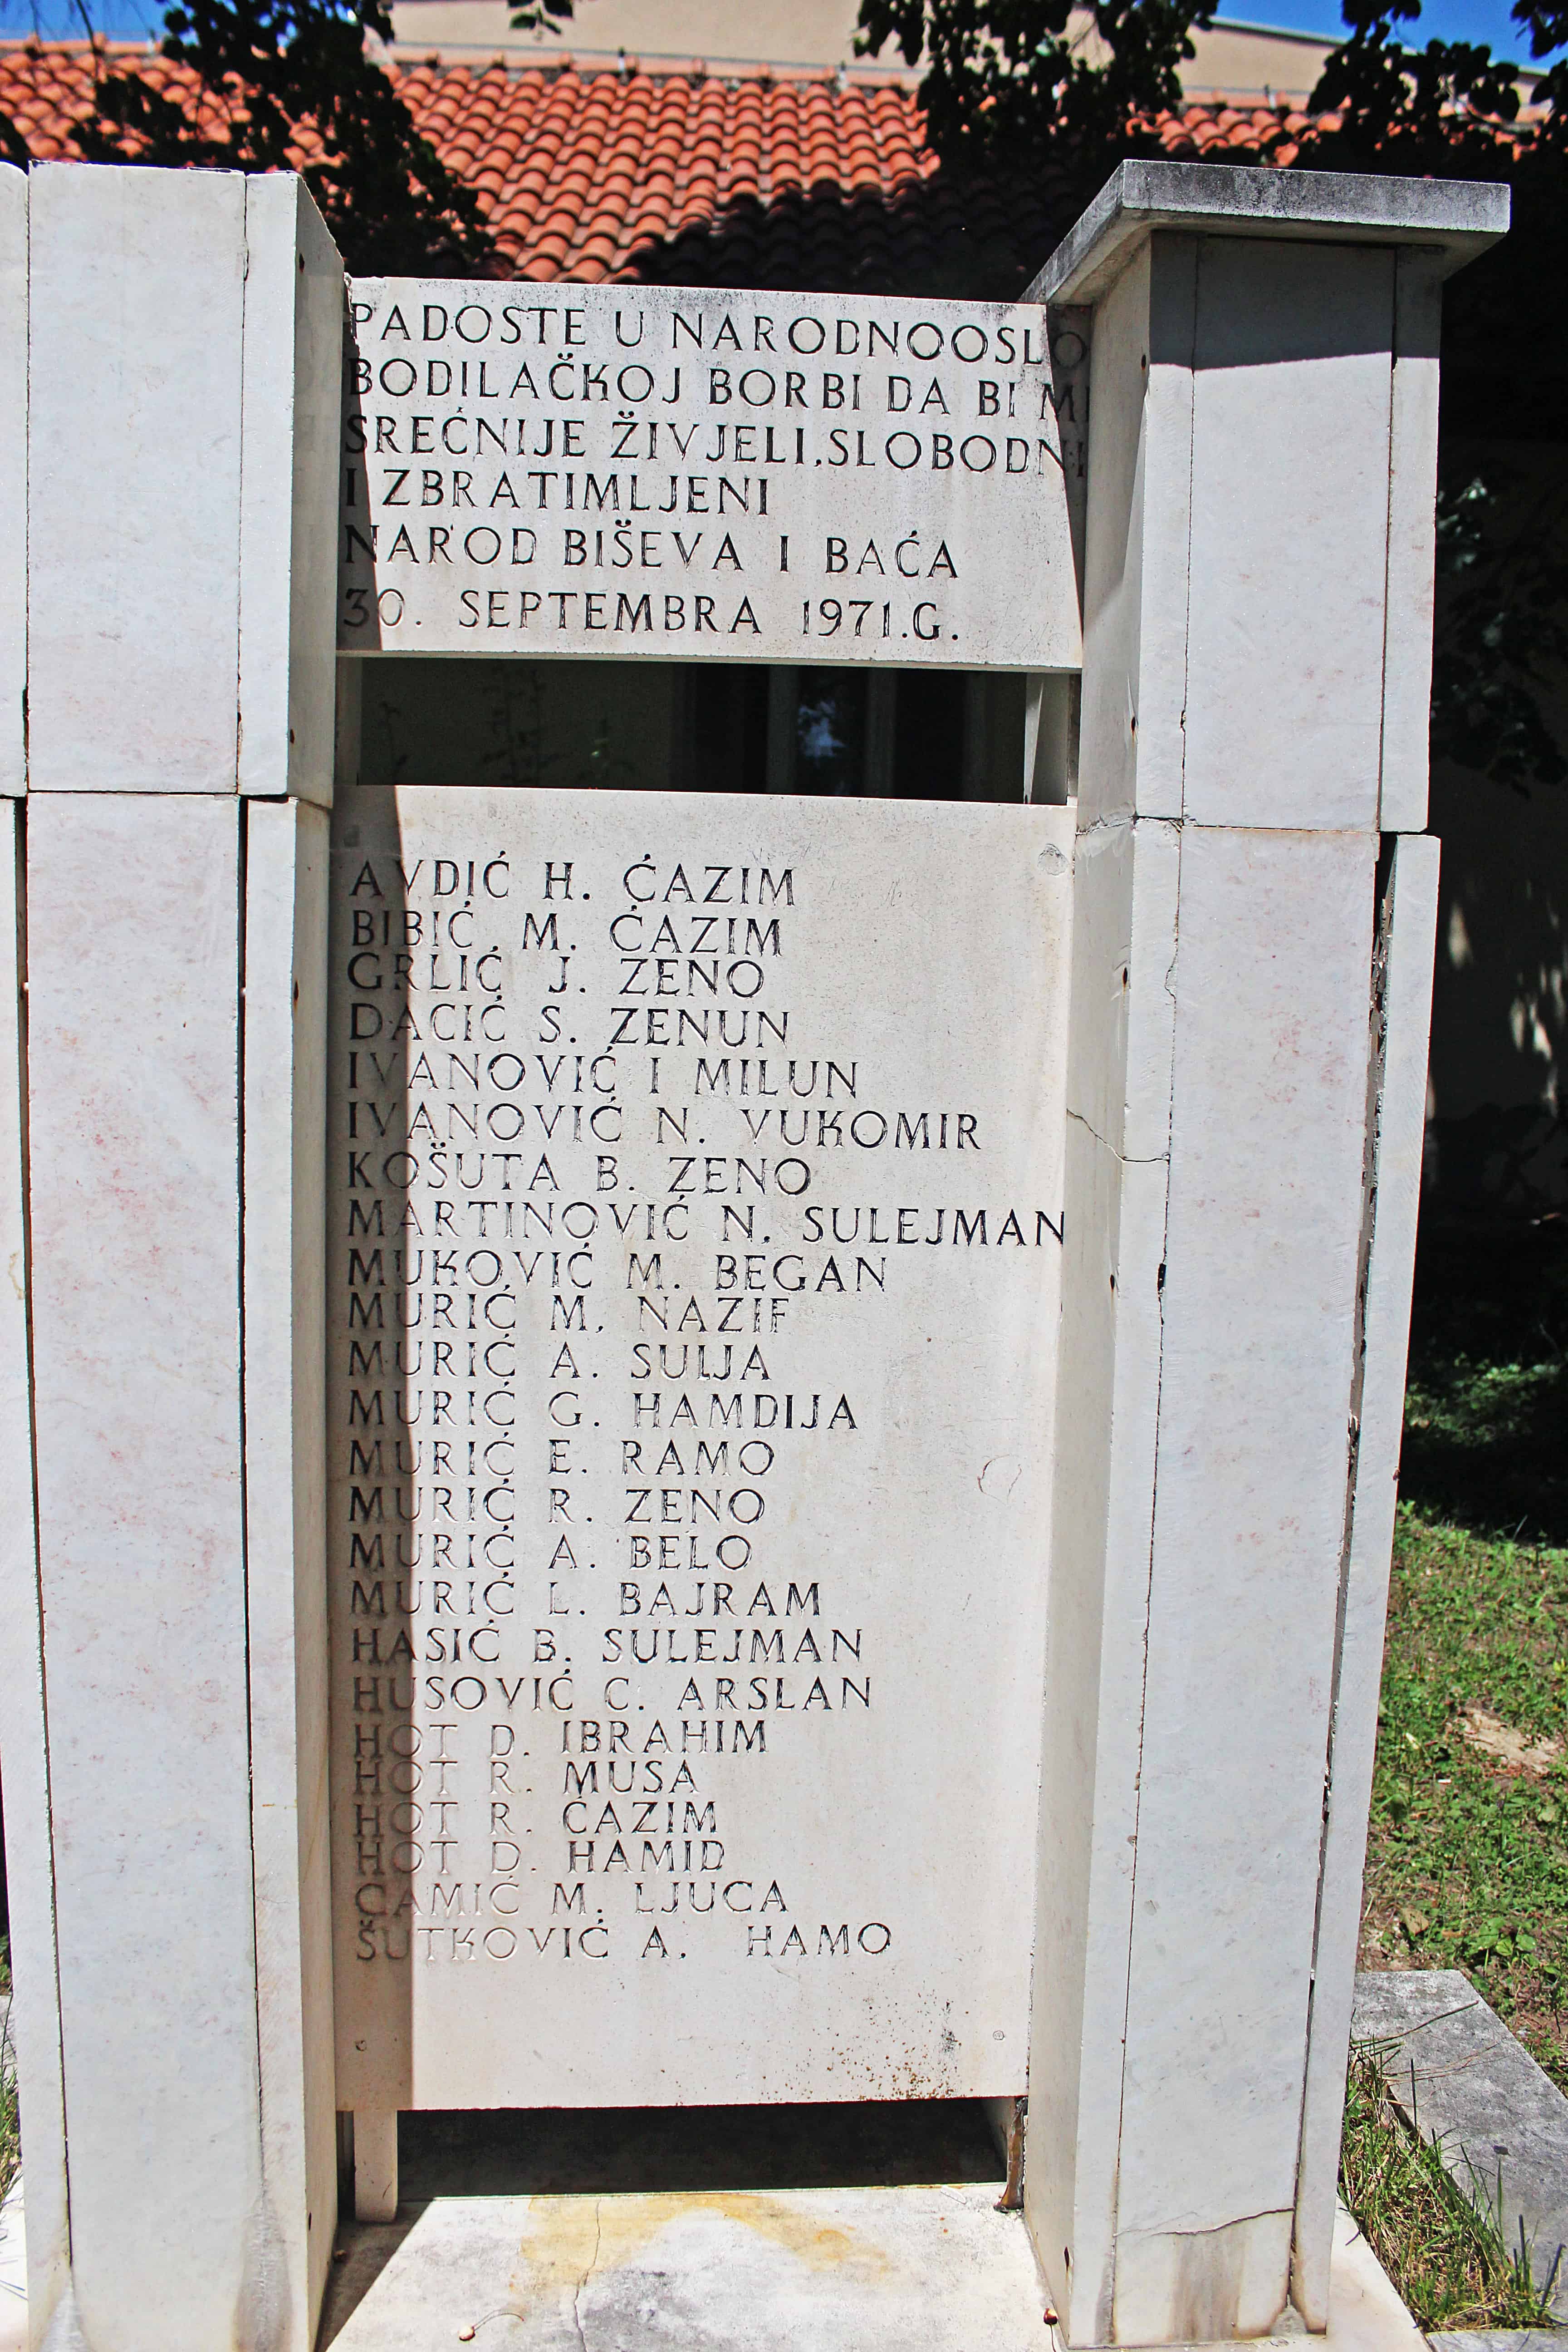 PADOSTE U NARODNOOSLO
BODILAČKOJ BORBI DA BI MI
SREĆNIJE ŽIVJELI, SLOBODNI
I ZBRATIMLJENI
NAROD BIŠEVA I BAĆA
30. SEPTEMBRA 1971.G.
AVDIĆ H. ĆAZIM
BIBIĆ M. ĆAZIM
GRLIĆ J. ZENO
DACIĆ S. ZENUN
IVANOVIĆ I MILUN
IVANOVIĆ N. VUKOMIR
KOŠUTA B. ZENO
MARTINOVIĆ N. SULEJMAN
MUKOVIĆ M. BEGAN
MURIĆ M. NAZIF
MURIĆ A. SULJA
MURIĆ G. HAMDIJA
MURIĆ E. RAMO
MURIĆ R. ZENO
MURIĆ A. BELO
MURIĆ L. BAJRAM
HASIĆ B. SULEJMAN
HUSOVIĆ C. ARSLAN
HOT D. IBRAHIM
HOT R. MUSA
HOT R. ĆAZIM
HOT D. HAMID
CAMIĆ M. LJUCA
ŠUTKOVIĆ A. HAMO